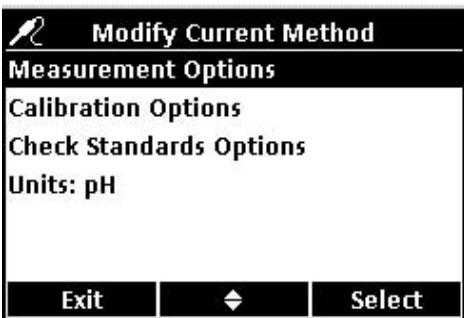 Modify Current Method
Measurement Options
Calibration Options
Check Standards Options
Units: pH
Exit Select